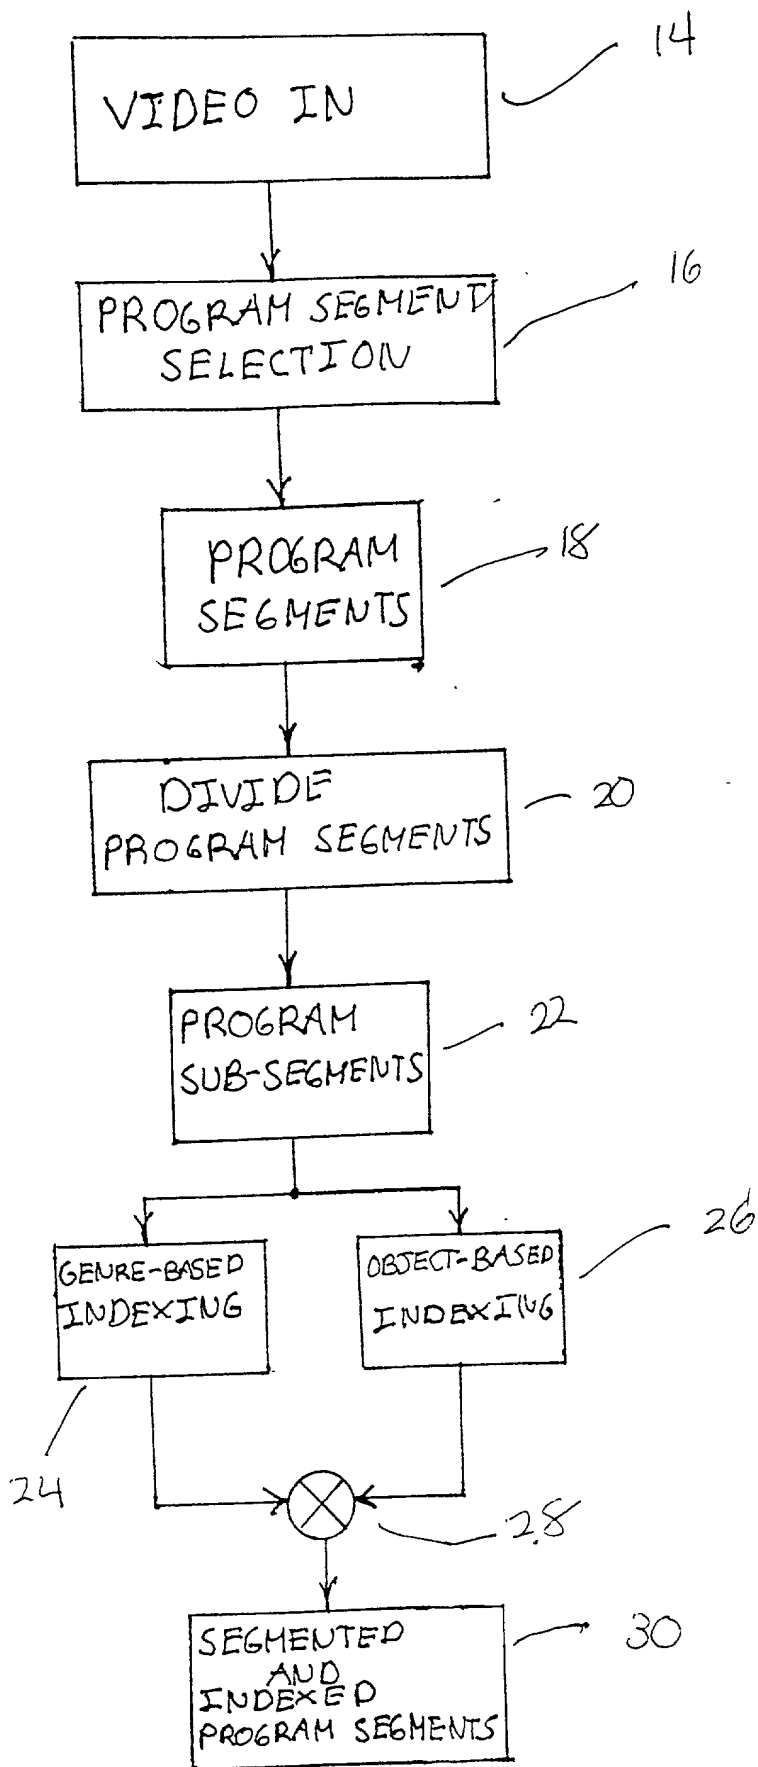 VIDEO IN
14
PROGRAM SEGMENT
SELECTION
16
PROGRAM
SEGMENTS
18
DIVIDE
PROGRAM SEGMENTS
20
PROGRAM
SUB-SEGMENTS
22
GENRE-BASED
INDEXING
24
OBJECT-BASED
INDEXING
26
28
SEGMENTED
AND
INDEXED
PROGRAM SEGMENTS
30